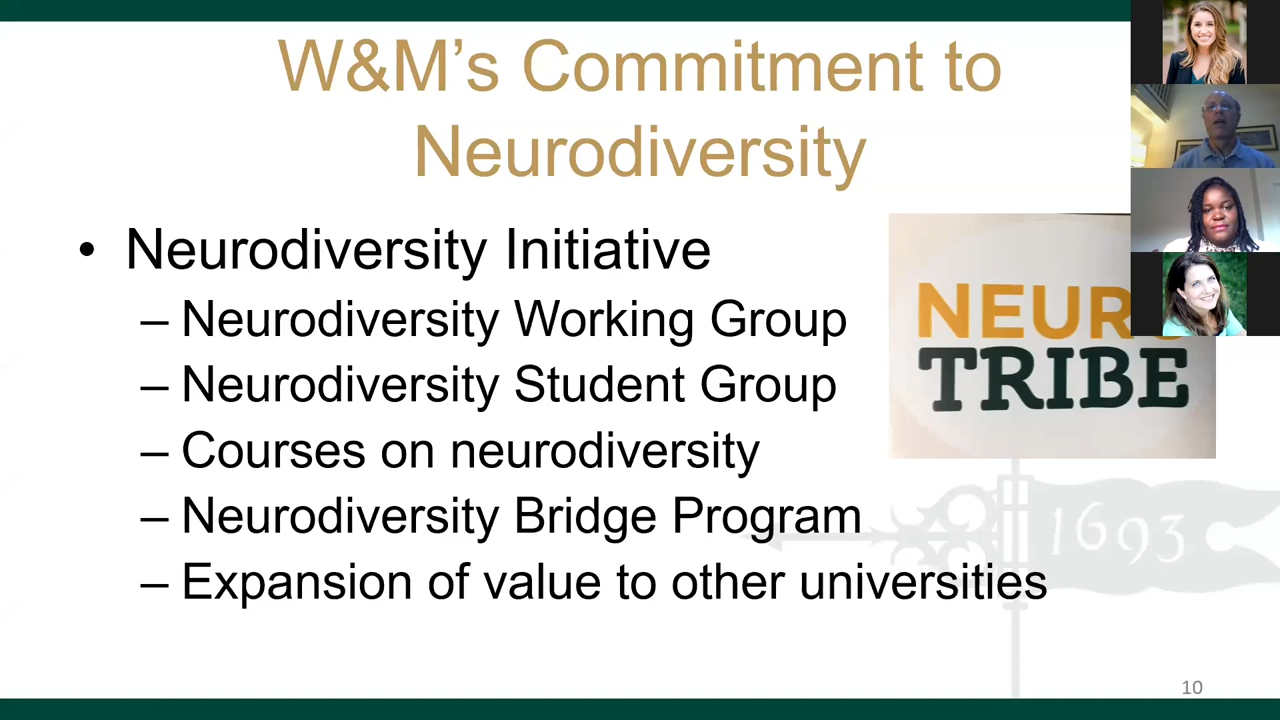 W&M's Commitment to
Neurodiversity
• Neurodiversity Initiative
– Neurodiversity Working Group
– Neurodiversity Student Group
– Courses on neurodiversity
– Neurodiversity Bridge Program
– Expansion of value to other universities
NEUR
TRIBE
1693
10